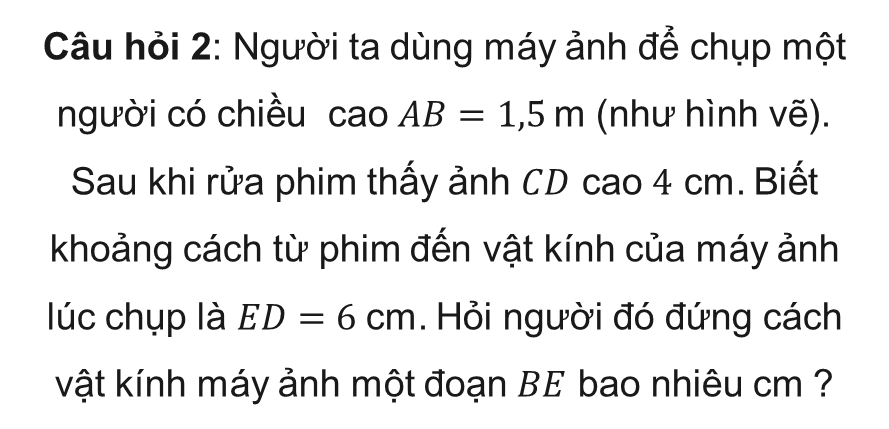 Câu hỏi 2: Người ta dùng máy ảnh để chụp một
người có chiều cao AB = 1,5 m (như hình vẽ).
Sau khi rửa phim thấy ảnh CD cao 4 cm. Biết
khoảng cách từ phim đến vật kính của máy ảnh
lúc chụp là ED = 6 cm. Hỏi người đó đứng cách
vật kính máy ảnh một đoạn BE bao nhiêu cm ?